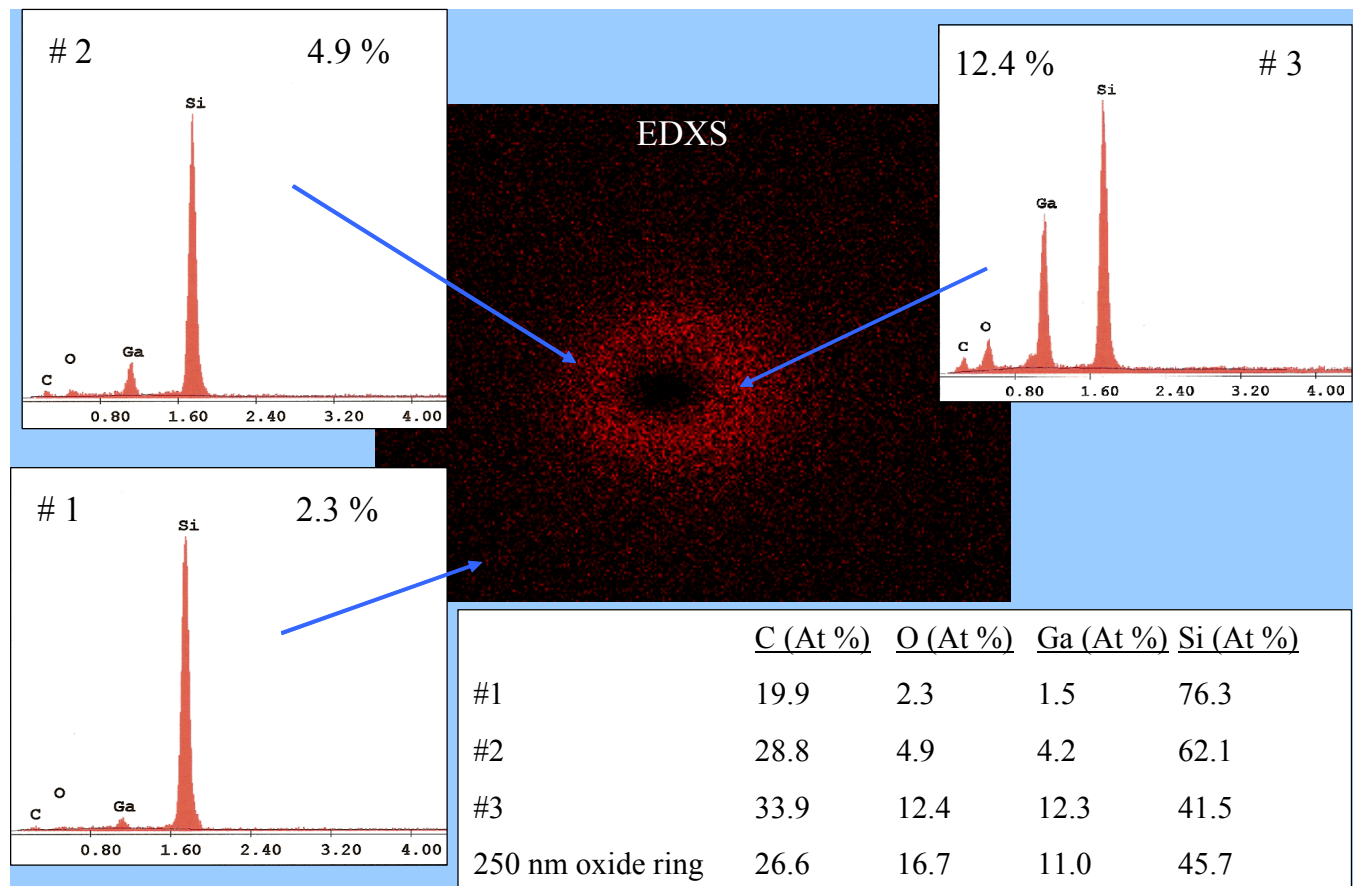 # 2 4.9 %
Si
Ga
O
C
0.80 1.60 2.40 3.20 4.00
12.4 % # 3
Si
Ga
O
C
0.80 1.60 2.40 3.20 4.00
EDXS
# 1 2.3 %
Si
Ga
O
C
0.80 1.60 2.40 3.20 4.00
C (At %) O (At %) Ga (At %) Si (At %)
#1 19.9 2.3 1.5 76.3
#2 28.8 4.9 4.2 62.1
#3 33.9 12.4 12.3 41.5
250 nm oxide ring 26.6 16.7 11.0 45.7